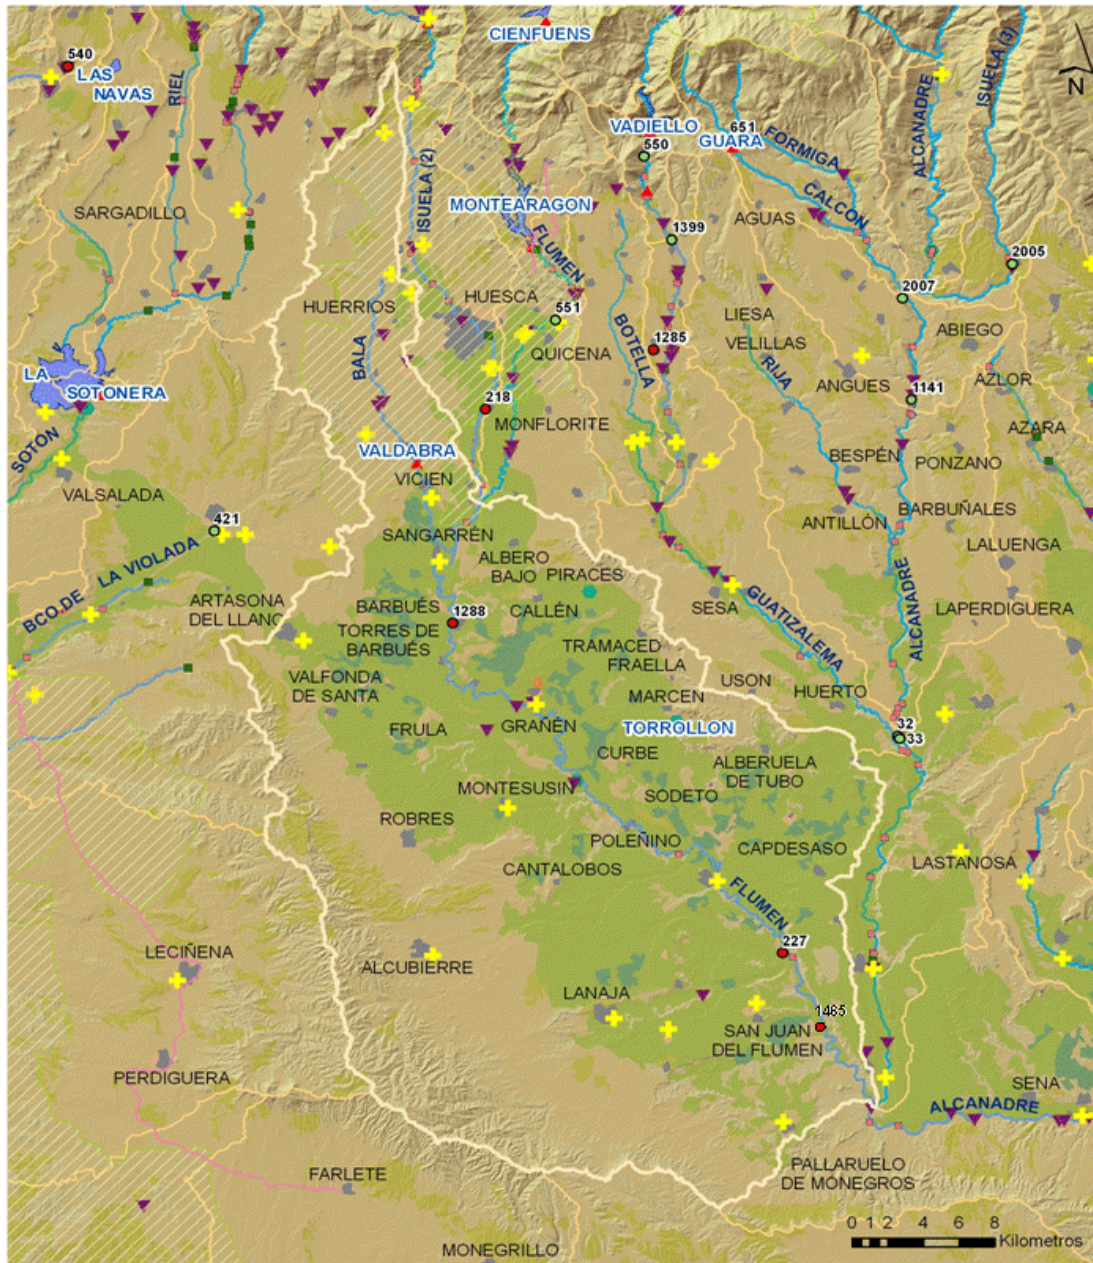 CIENFUENS
540
LAS
NAVAS
RIEL
ISUELA (2)
VADIELLO
550
651
GUARA
FORMIGA
ALCANADRE
ISUELA (3)
N
CALCON
SARGADILLO
MONTEARAGON
FLUMEN
AGUAS
1399
2005
2007
HUERRIOS
HUESCA
551
QUICENA
BOTELLA
1285
LIESA
VELILLAS
RIJA
ABIEGO
LA
SOTONERA
BALA
ANGUES
AZLOR
1141
218
MONFLORITE
AZARA
SOTON
VALDABRA
VICIEN
BESPÉN
PONZANO
VALSALADA
421
SANGARRÉN
ANTILLÓN
BARBUÑALES
LALUENGA
BCO.DE LA VIOLADA
ALBERO
BAJO
PIRACES
ARTASONA
DEL LLANO
BARBUÉS
CALLÉN
SESA
GUATIZALEMA
ALCANADRE
LAPERDIGUERA
1288
TORRES DE
BARBUÉS
TRAMACED
FRAELLA
VALFONDA
DE SANTA
MARCEN
USON
HUERTO
FRULA
GRAÑÉN
TORROLLON
32
33
CURBE
ALBERUELA
DE TUBO
MONTESUSIN
SODETO
ROBRES
POLEÑINO
CAPDESASO
CANTALOBOS
LASTANOSA
FLUMEN
LECIÑENA
ALCUBIERRE
227
LANAJA
1465
SAN JUAN
DEL FLUMEN
PERDIGUERA
SENA
ALCANADRE
FARLETE
PALLARUELO
DE MONEGROS
MONEGRILLO
0 1 2 4 6 8
Kilometros